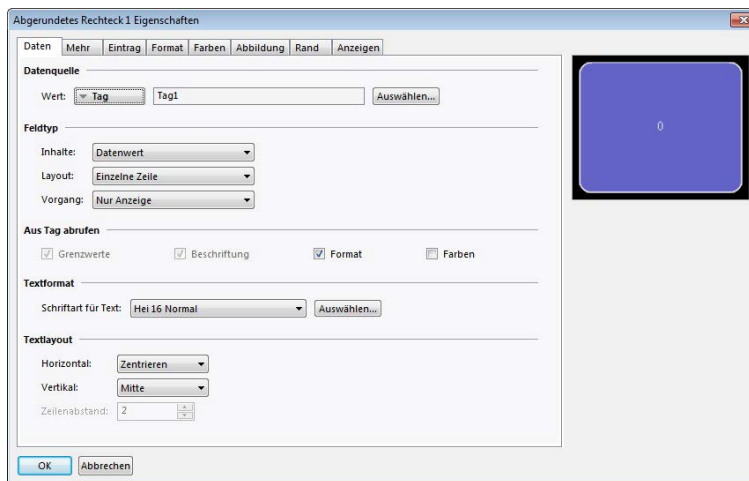 Abgerundetes Rechteck 1 Eigenschaften
Daten Mehr Eintrag Format Farben Abbildung Rand Anzeigen
Datenquelle
Wert: Tag Tag1 Auswählen...
0
Feldtyp
Inhalte: Datenwert
Layout: Einzelne Zeile
Vorgang: Nur Anzeige
Aus Tag abrufen
Grenzwerte Beschriftung Format Farben
Textformat
Schriftart für Text: Hei 16 Normal Auswählen...
Textlayout
Horizontal: Zentrieren
Vertikal: Mitte
Zeilenabstand: 2
OK Abbrechen